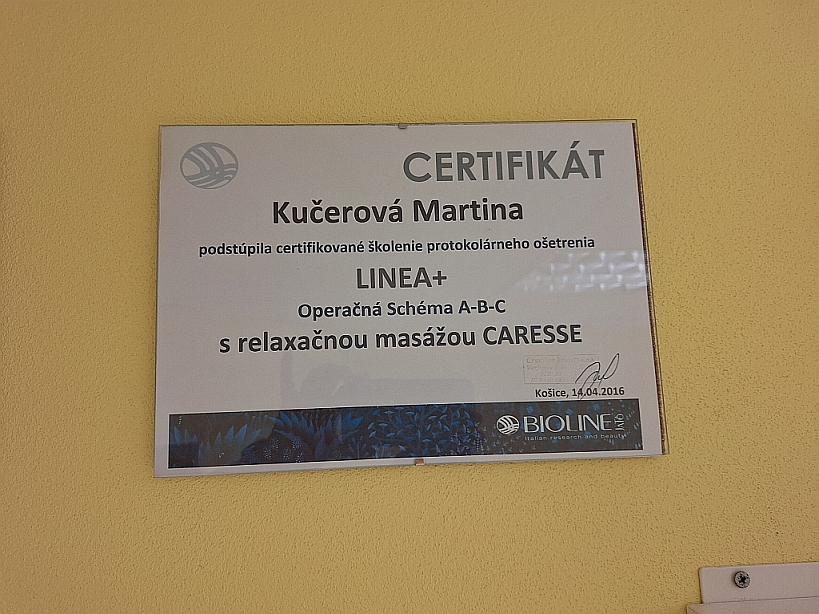 CERTIFIKÁT
Kučerová Martina
podstúpila certifikované školenie protokolárneho ošetrenia
LINEA+
Operačná Schéma A-B-C
s relaxačnou masážou CARESSE
Košice, 14.04.2016
BIOLINE JATÒ
Italian research and beauty